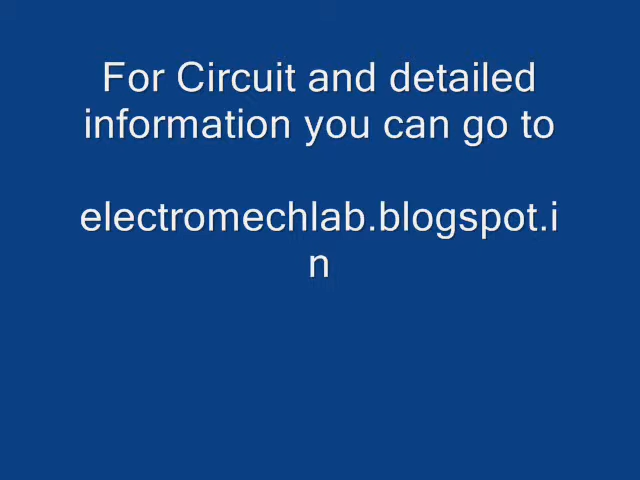 For Circuit and detailed
information you can go to
electromechlab.blogspot.i
n